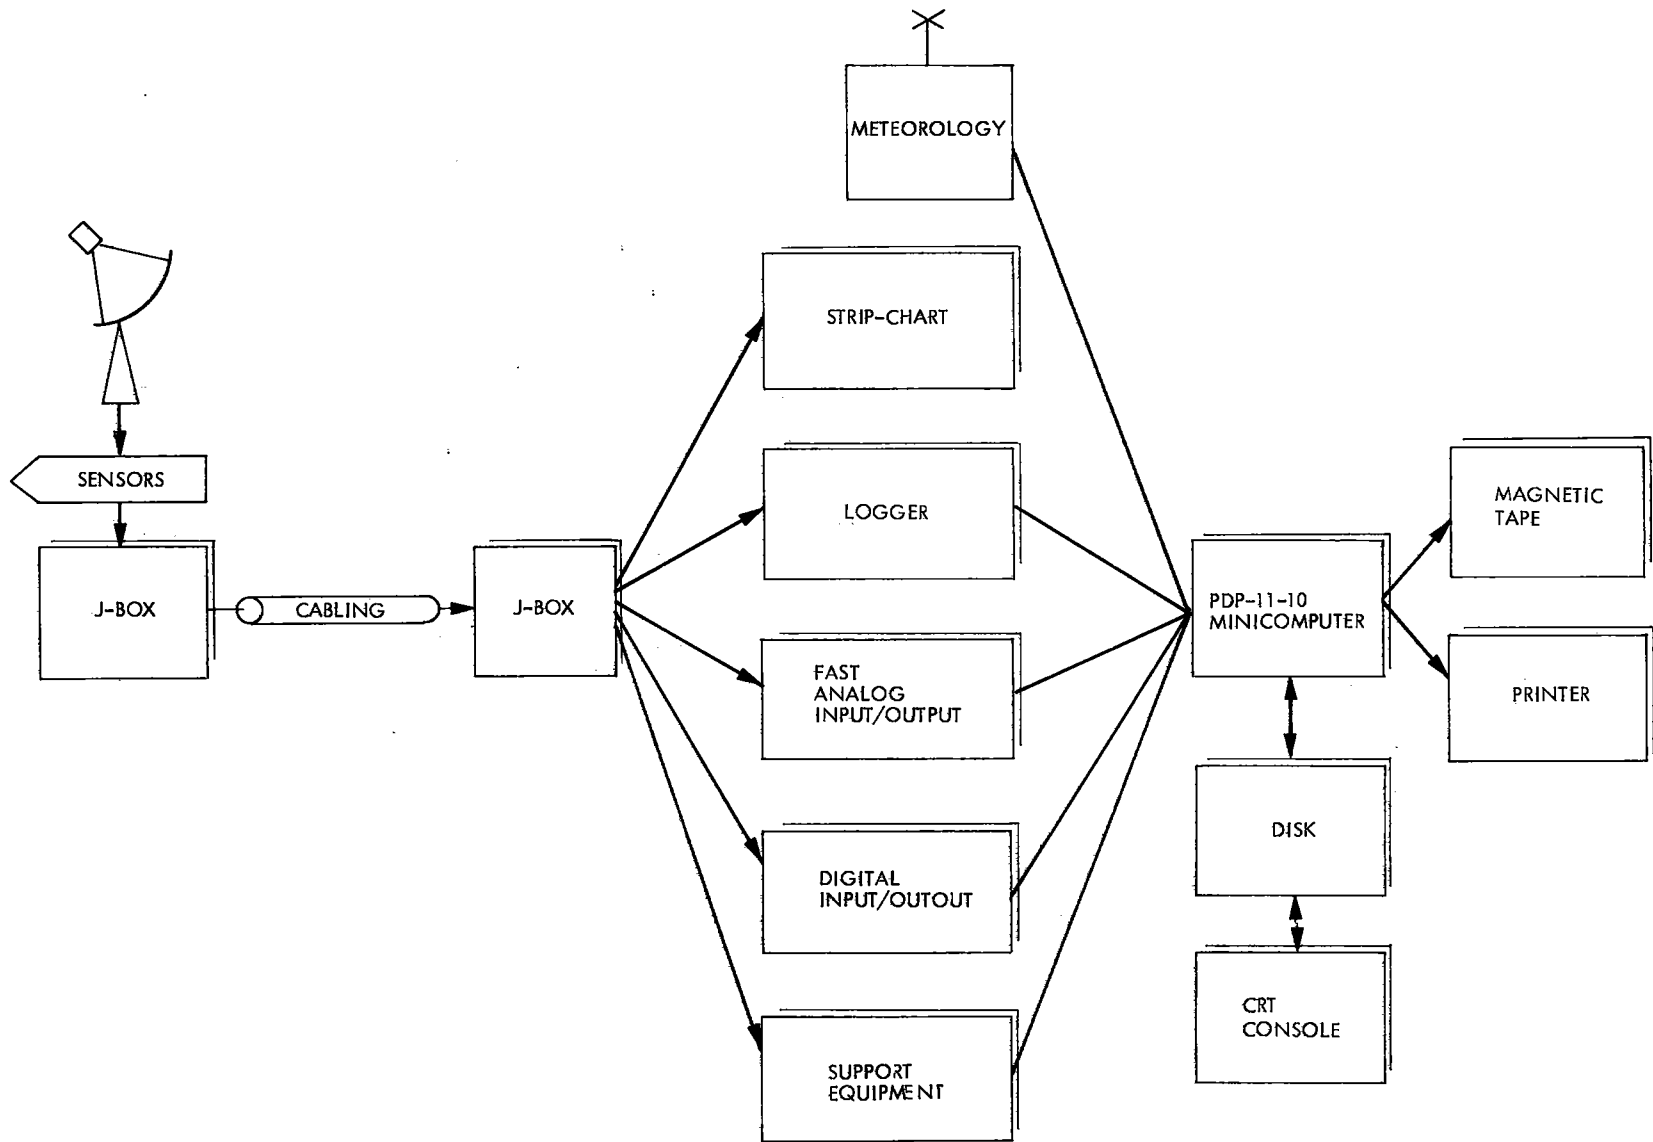 METEOROLOGY
STRIP-CHART
SENSORS
LOGGER
MAGNETIC
TAPE
J-BOX
CABLING
J-BOX
PDP-11-10
MINICOMPUTER
FAST
ANALOG
INPUT/OUTPUT
PRINTER
DISK
DIGITAL
INPUT/OUTOUT
CRT
CONSOLE
SUPPORT
EQUIPMENT